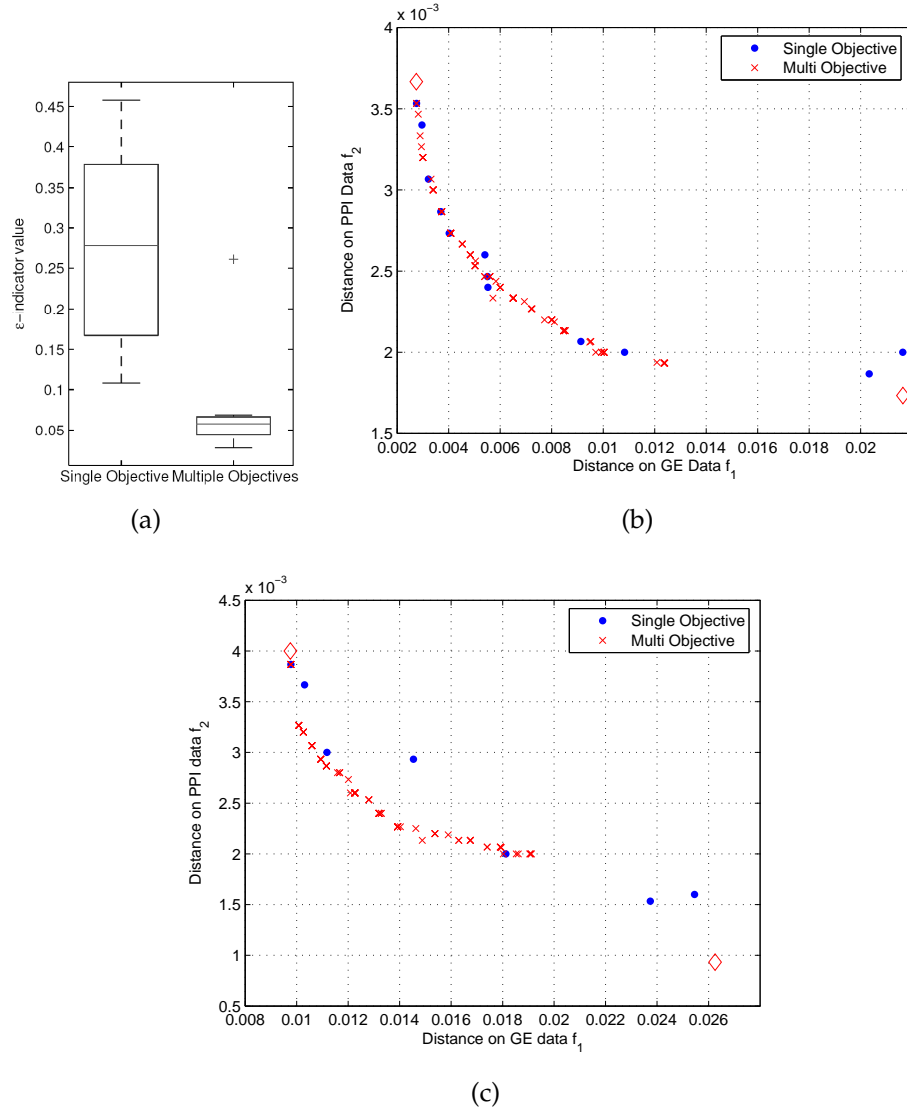 0.45
0.4
0.35
0.3
0.25
0.2
0.15
0.1
0.05
ε−ndicator value
Single Objective Multiple Objectives
(a)
x 10−3
4
3.5
3
2.5
2
1.5
Distance on PPI Data f2
0.002 0.004 0.006 0.008 0.01 0.012 0.014 0.016 0.018 0.02
Distance on GE Data f1
Single Objective
Multi Objective
(b)
x 10−3
4.5
4
3.5
3
2.5
2
1.5
1
0.5
Distance on PPI data f2
0.008 0.01 0.012 0.014 0.016 0.018 0.02 0.022 0.024 0.026
Distance on GE data f1
Single Objective
Multi Objective
(c)